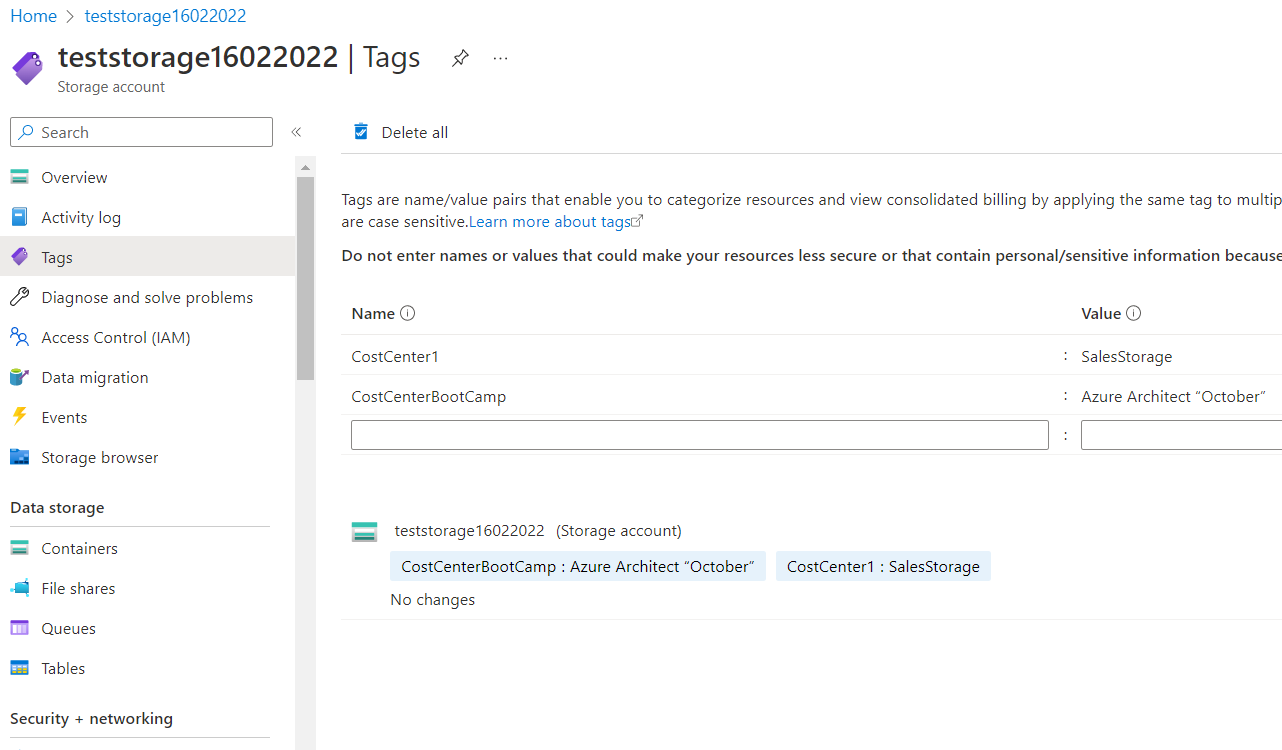 Home > teststorage16022022
teststorage16022022 | Tags ...
Storage account
Search «
Overview
Activity log
Tags
Diagnose and solve problems
Access Control (IAM)
Data migration
Events
Storage browser
Data storage
Containers
File shares
Queues
Tables
Security + networking
Delete all
Tags are name/value pairs that enable you to categorize resources and view consolidated billing by applying the same tag to multip
are case sensitive.Learn more about tags
Do not enter names or values that could make your resources less secure or that contain personal/sensitive information because
Name Value
CostCenter1 : SalesStorage
CostCenterBootCamp : Azure Architect “October”
:
teststorage16022022 (Storage account)
CostCenterBootCamp : Azure Architect “October” CostCenter1 : SalesStorage
No changes